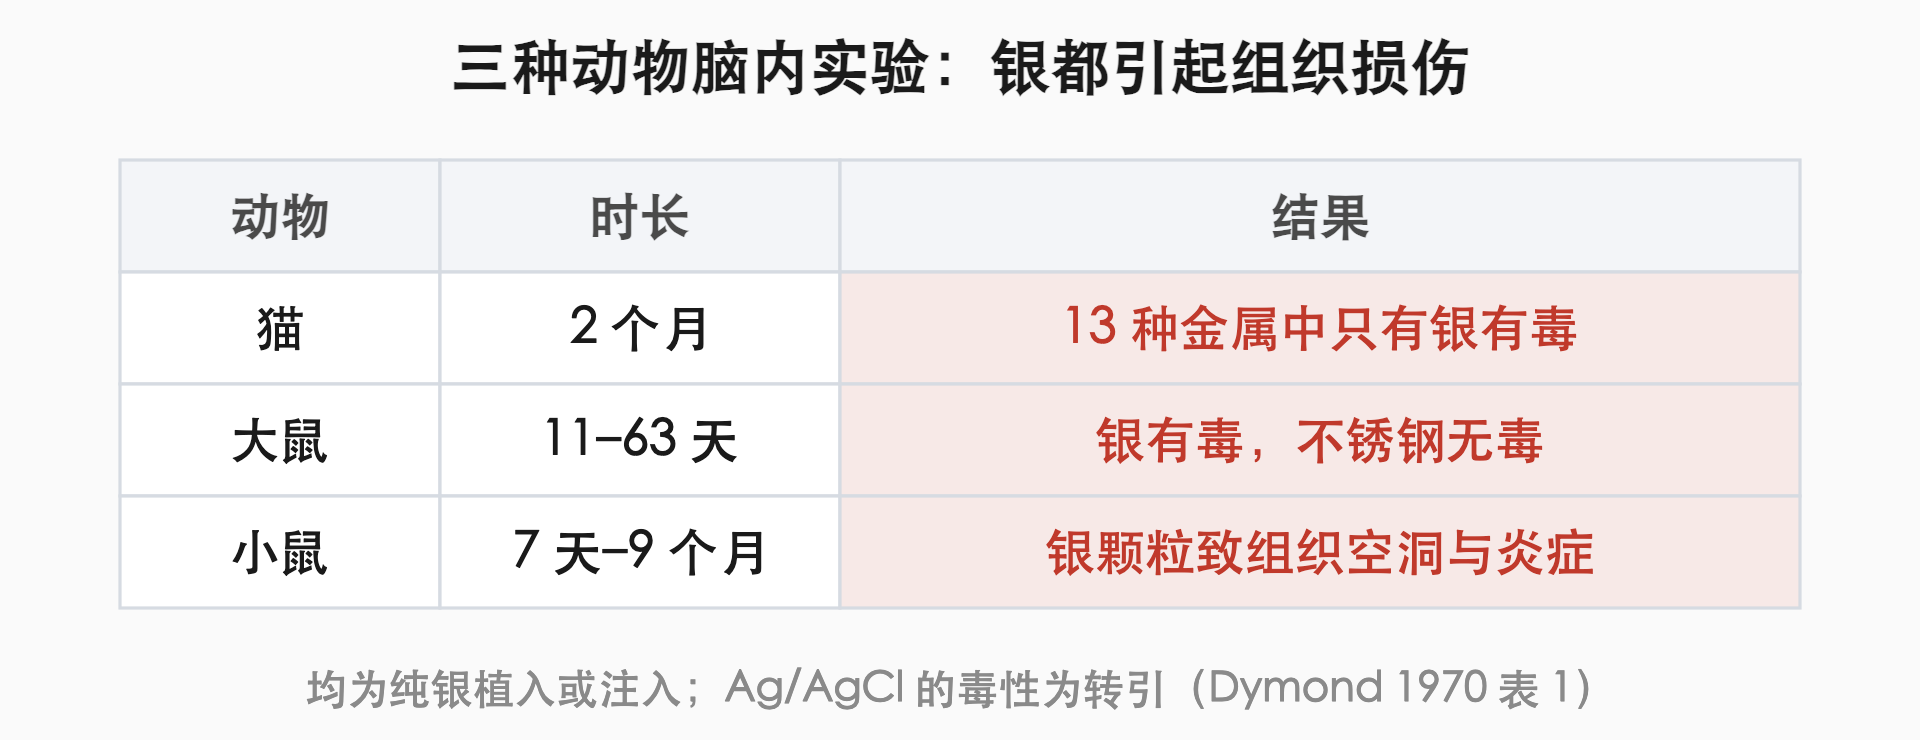 三种动物脑内实验：银都引起组织损伤
动物 时长 结果
猫 2 个月 13 种金属中只有银有毒
大鼠 11–63 天 银有毒，不锈钢无毒
小鼠 7 天–9 个月 银颗粒致组织空洞与炎症
均为纯银植入或注入；Ag/AgCl 的毒性为转引（Dymond 1970 表 1）